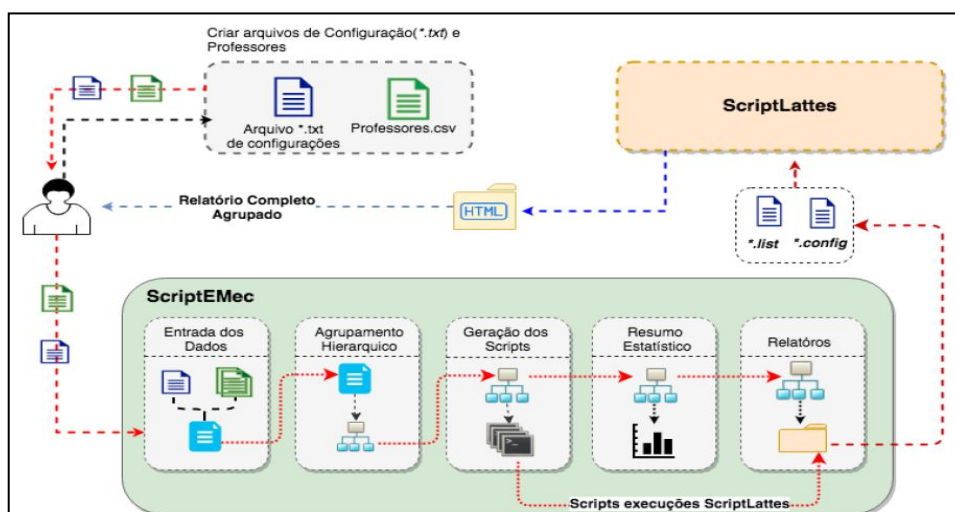 Criar arquivos de Configuração(*.txt) e
Professores
Arquivo *.txt
de configurações
Professores.csv
ScriptLattes
Relatório Completo
Agrupado
HTML
*.list
*.config
ScriptEMec
Entrada dos
Dados
Agrupamento
Hierarquico
Geração dos
Scripts
Resumo
Estatístico
Relatóros
>_
Scripts execuções ScriptLattes